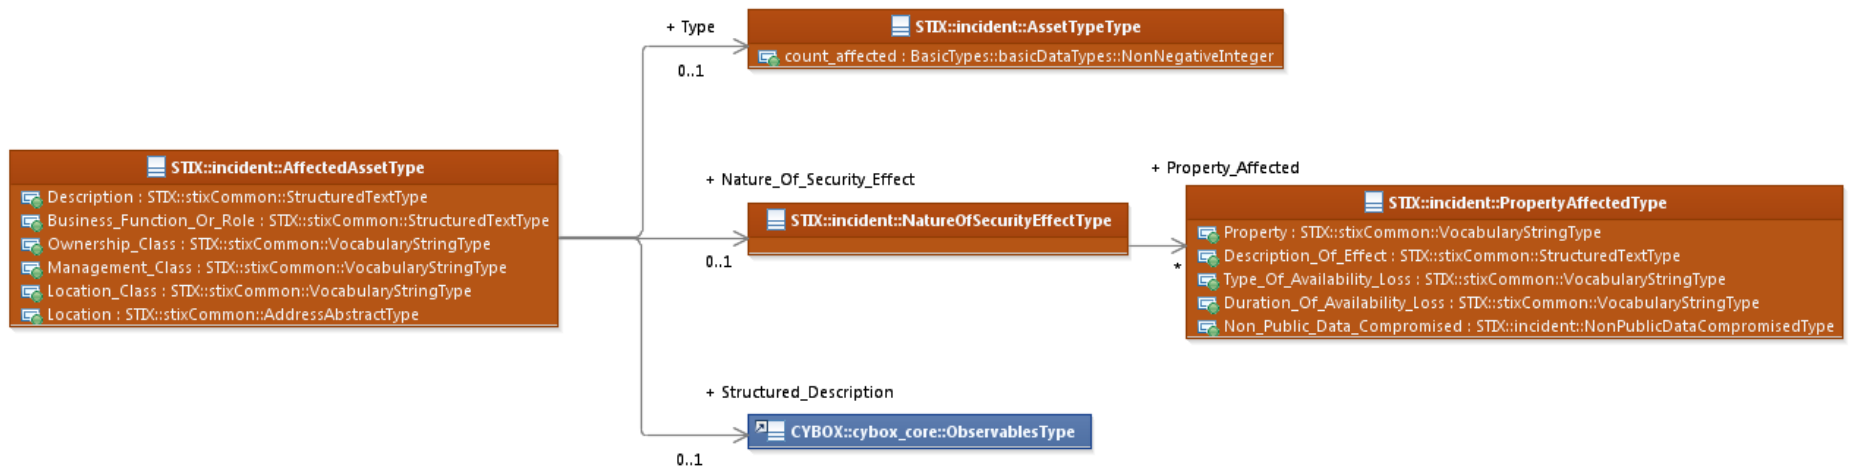 + Type
0..1
STIX::incident::AssetTypeType
count_affected : BasicTypes::basicDataTypes::NonNegativeInteger
STIX::incident::AffectedAssetType
Description : STIX::stixCommon::StructuredTextType
Business_Function_Or_Role : STIX::stixCommon::StructuredTextType
Ownership_Class : STIX::stixCommon::VocabularyStringType
Management_Class : STIX::stixCommon::VocabularyStringType
Location_Class : STIX::stixCommon::VocabularyStringType
Location : STIX::stixCommon::AddressAbstractType
+ Nature_Of_Security_Effect
0..1
STIX::incident::NatureOfSecurityEffectType
+ Property_Affected
*
STIX::incident::PropertyAffectedType
Property : STIX::stixCommon::VocabularyStringType
Description_Of_Effect : STIX::stixCommon::StructuredTextType
Type_Of_Availability_Loss : STIX::stixCommon::VocabularyStringType
Duration_Of_Availability_Loss : STIX::stixCommon::VocabularyStringType
Non_Public_Data_Compromised : STIX::incident::NonPublicDataCompromisedType
+ Structured_Description
0..1
CYBOX::cybox_core::ObservablesType